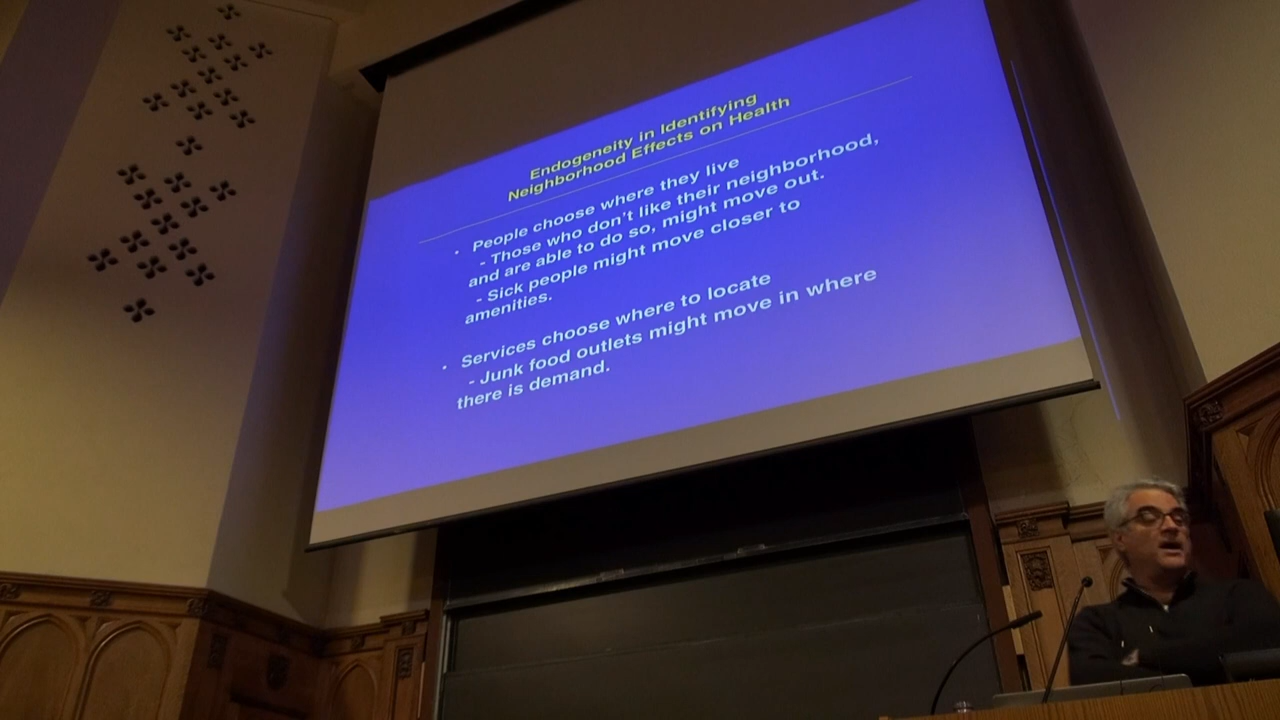 Endogeneity in Identifying
Neighborhood Effects on Health
· People choose where they live
- Those who don't like their neighborhood,
and are able to do so, might move out.
- Sick people might move closer to
amenities.
· Services choose where to locate
- Junk food outlets might move in where
there is demand.